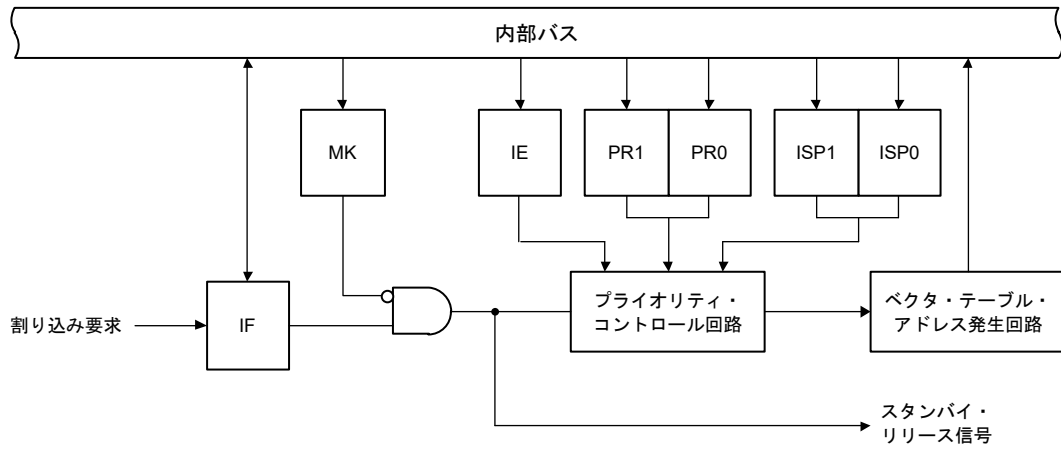 内部バス
MK
IE
PR1
PR0
ISP1
ISP0
割り込み要求
IF
プライオリティ・
コントロール回路
ベクタ・テーブル・
アドレス発生回路
スタンバイ・
リリース信号